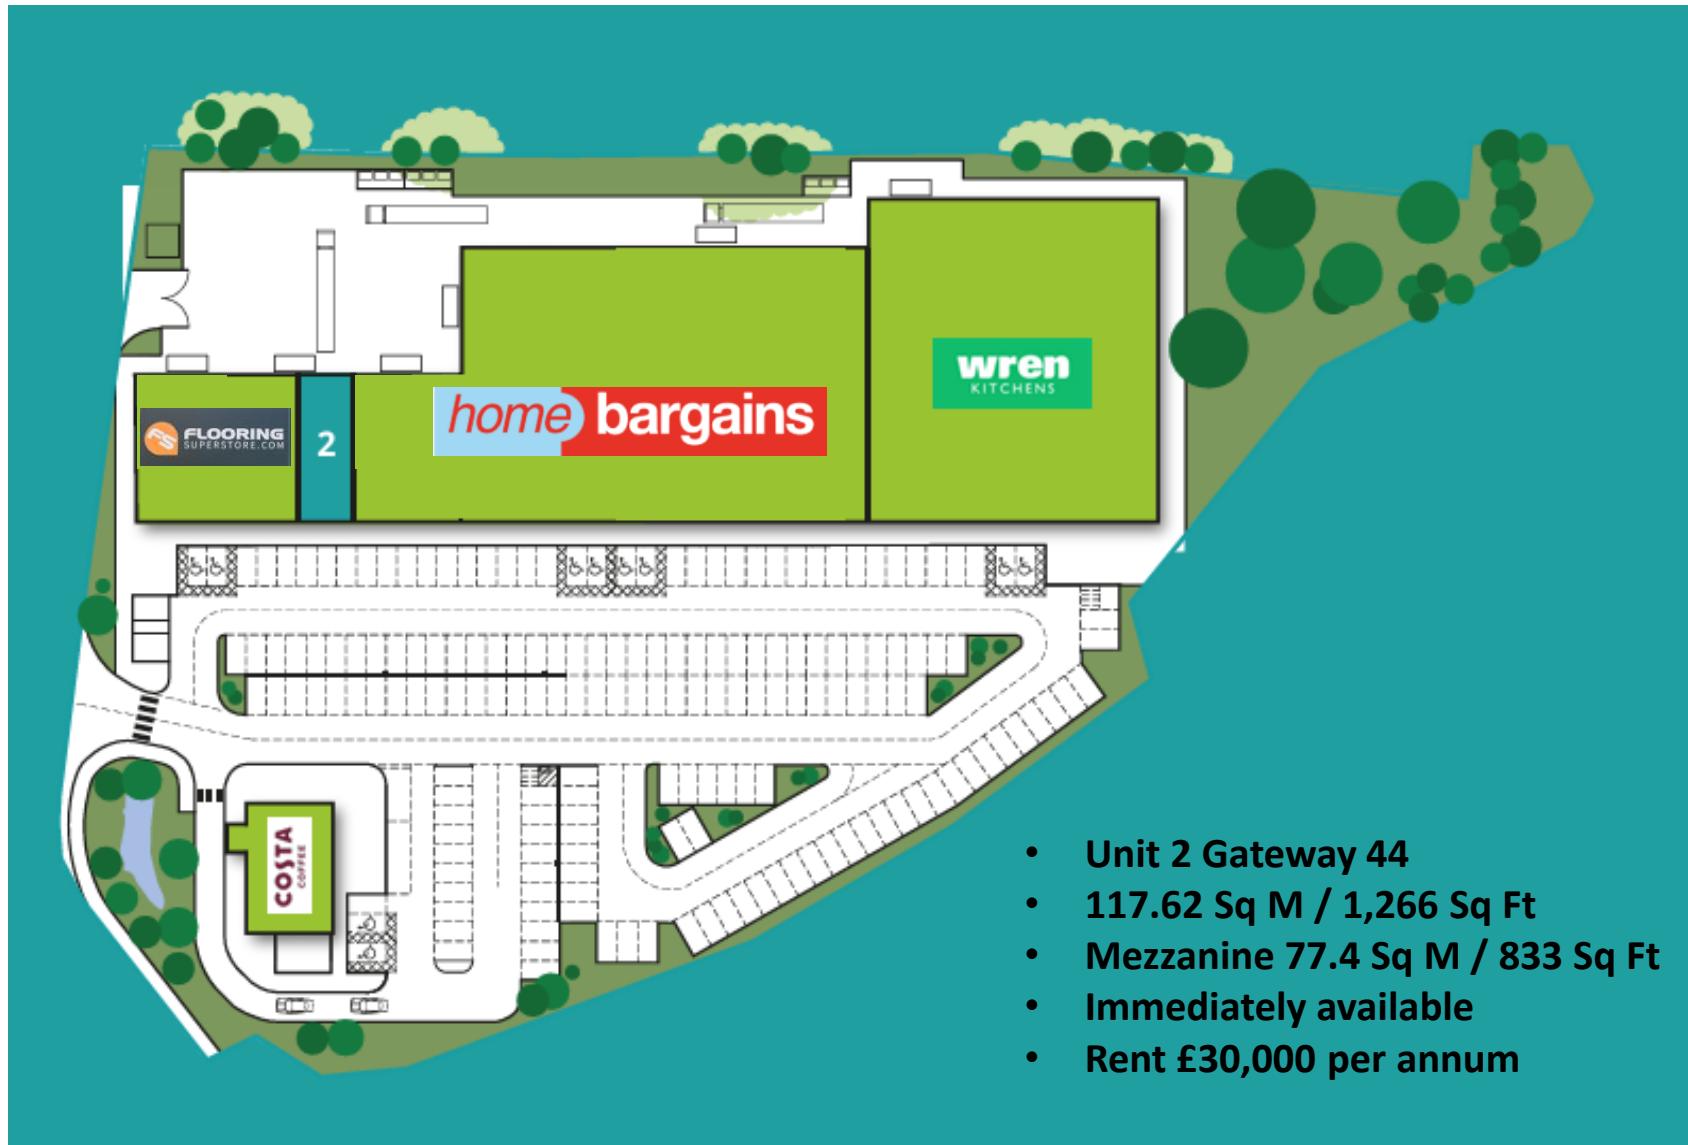 wren
KITCHENS
FS FLOORING
SUPERSTORE.COM
2
home bargains
COSTA
COFFEE
• Unit 2 Gateway 44
• 117.62 Sq M / 1,266 Sq Ft
• Mezzanine 77.4 Sq M / 833 Sq Ft
• Immediately available
• Rent £30,000 per annum